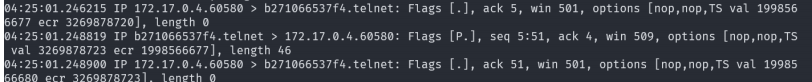 04:25:01.246215 IP 172.17.0.4.60580 > b271066537f4.telnet: Flags [.], ack 5, win 501, options [nop,nop,TS val 199856
6677 ecr 3269878720], length 0
04:25:01.248819 IP b271066537f4.telnet > 172.17.0.4.60580: Flags [P.], seq 5:51, ack 4, win 509, options [nop,nop,TS
 val 3269878723 ecr 1998566677], length 46
04:25:01.248900 IP 172.17.0.4.60580 > b271066537f4.telnet: Flags [.], ack 51, win 501, options [nop,nop,TS val 19985
66680 ecr 3269878723], length 0